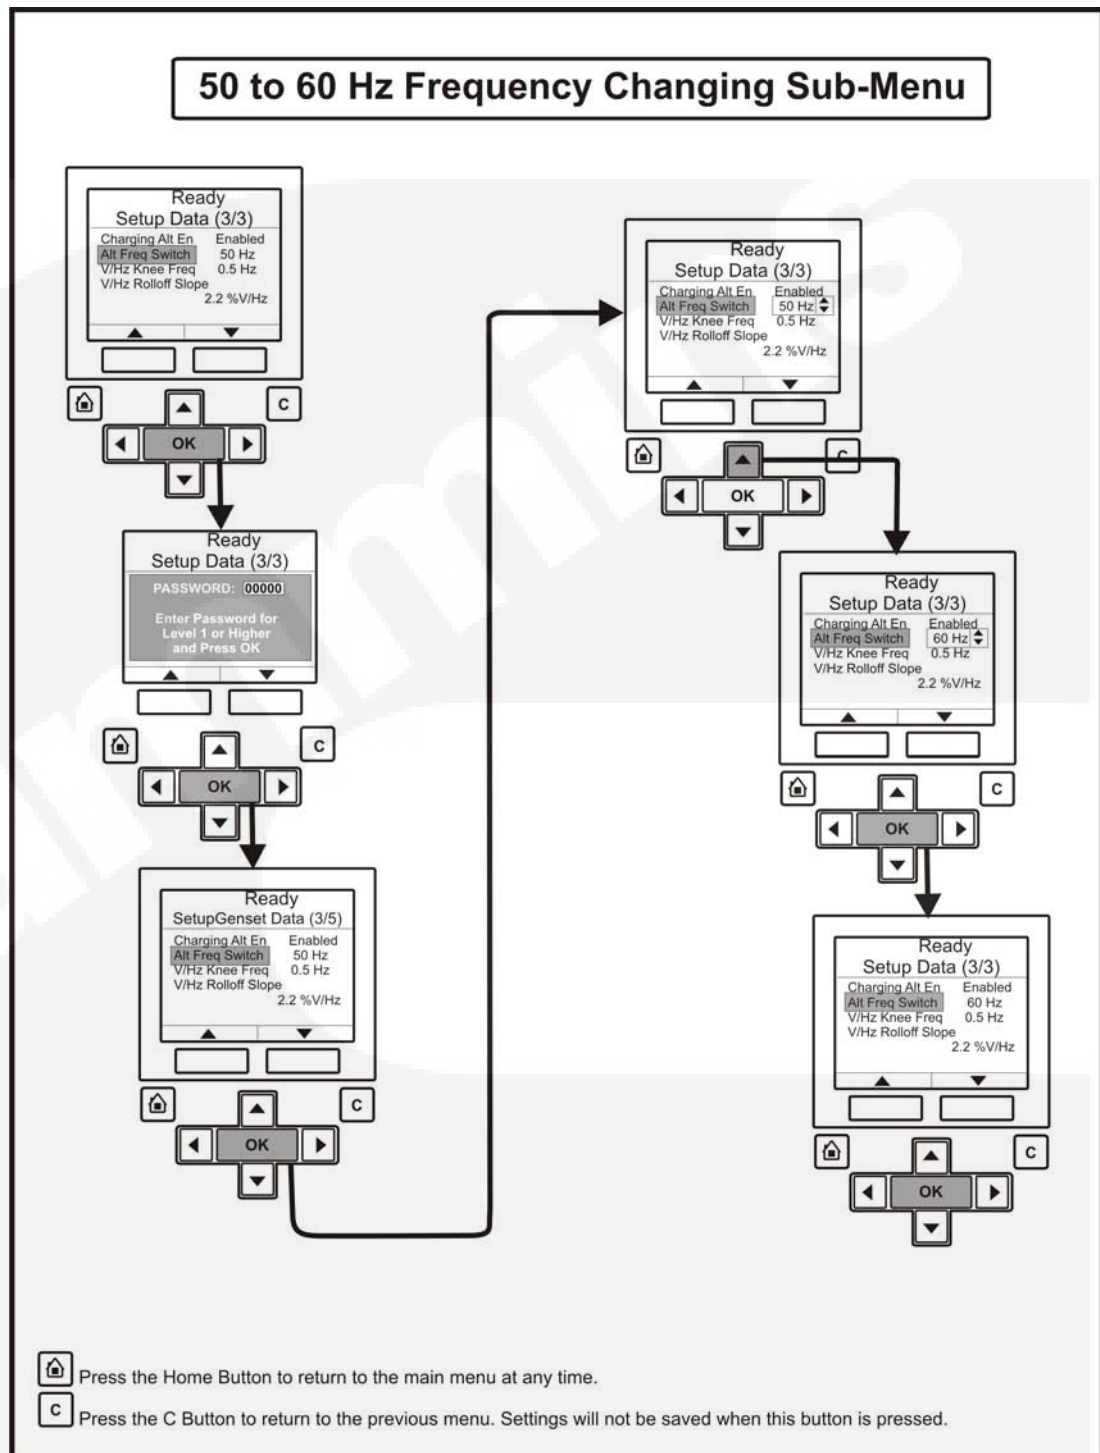 50 to 60 Hz Frequency Changing Sub-Menu
Ready
Setup Data (3/3)
Charging Alt En Enabled
Alt Freq Switch 50 Hz
V/Hz Knee Freq 0.5 Hz
V/Hz Rolloff Slope
2.2 %V/Hz
C
OK
Ready
Setup Data (3/3)
PASSWORD: 00000
Enter Password for
Level 1 or Higher
and Press OK
C
OK
Ready
SetupGenset Data (3/5)
Charging Alt En Enabled
Alt Freq Switch 50 Hz
V/Hz Knee Freq 0.5 Hz
V/Hz Rolloff Slope
2.2 %V/Hz
C
OK
Ready
Setup Data (3/3)
Charging Alt En Enabled
Alt Freq Switch 50 Hz
V/Hz Knee Freq 0.5 Hz
V/Hz Rolloff Slope
2.2 %V/Hz
C
OK
Ready
Setup Data (3/3)
Charging Alt En Enabled
Alt Freq Switch 60 Hz
V/Hz Knee Freq 0.5 Hz
V/Hz Rolloff Slope
2.2 %V/Hz
C
OK
Ready
Setup Data (3/3)
Charging Alt En Enabled
Alt Freq Switch 60 Hz
V/Hz Knee Freq 0.5 Hz
V/Hz Rolloff Slope
2.2 %V/Hz
C
OK
Press the Home Button to return to the main menu at any time.
C Press the C Button to return to the previous menu. Settings will not be saved when this button is pressed.